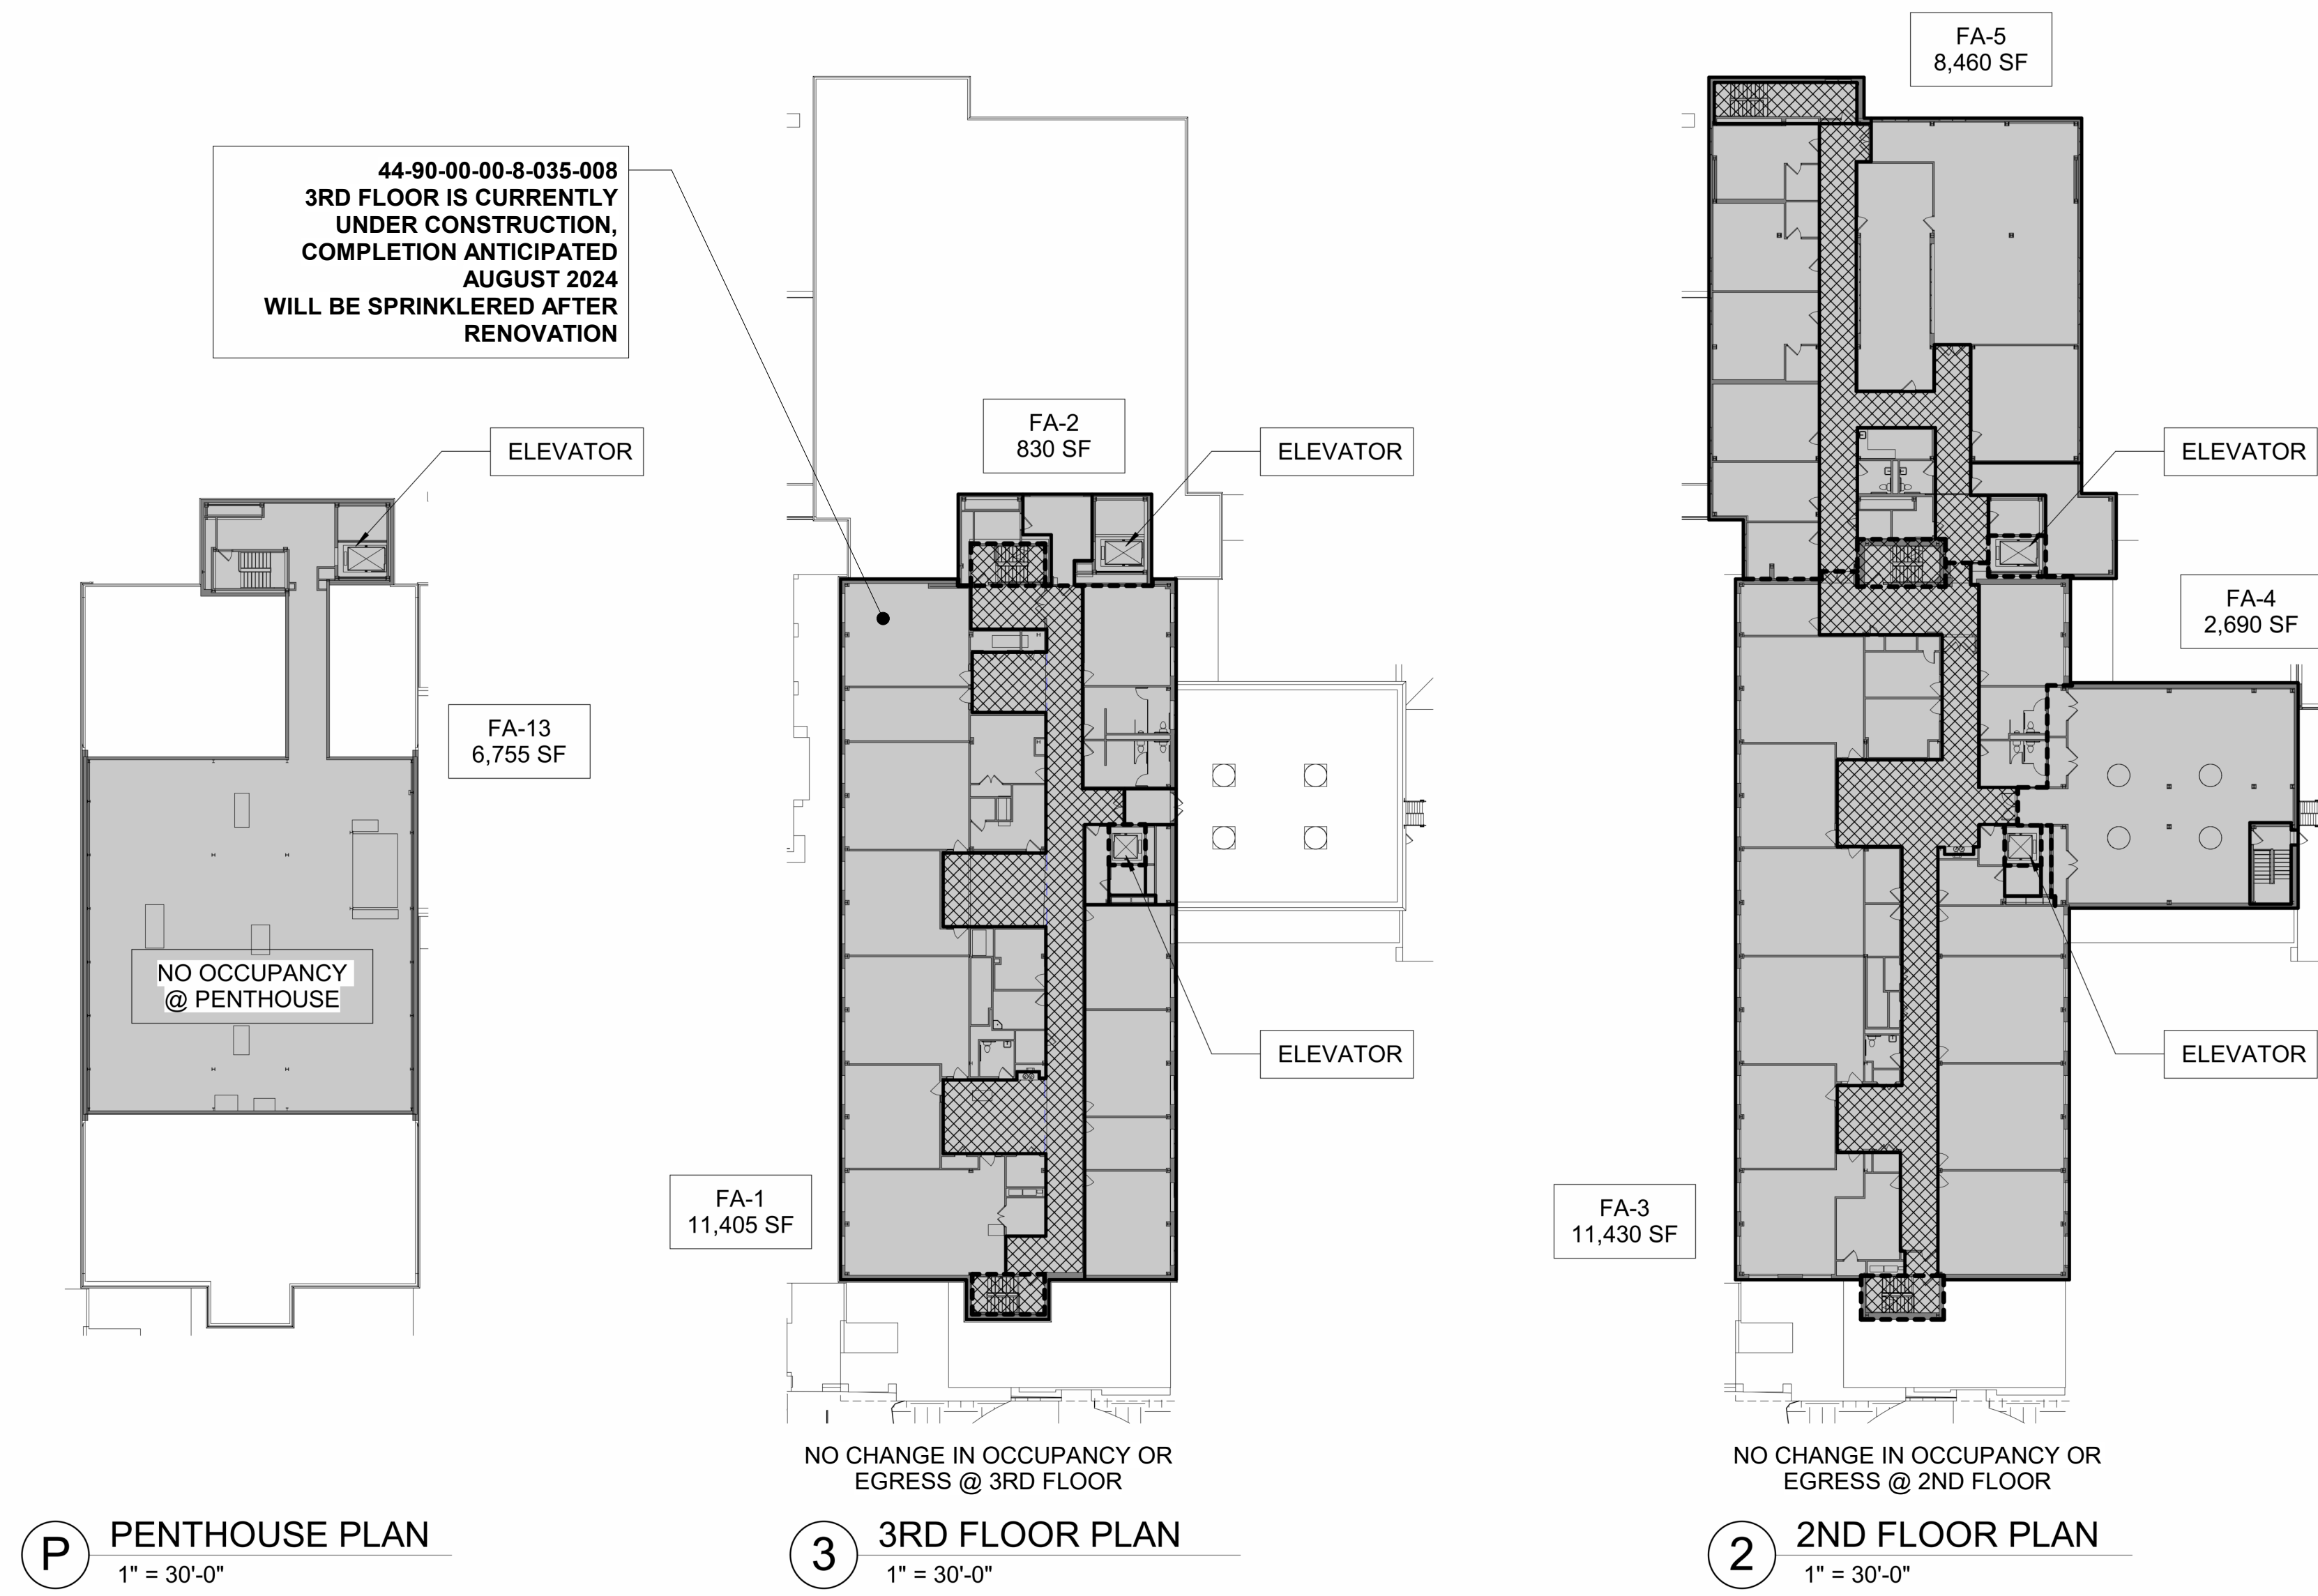 44-90-00-00-8-035-008
3RD FLOOR IS CURRENTLY
UNDER CONSTRUCTION,
COMPLETION ANTICIPATED
AUGUST 2024
WILL BE SPRINKLERED AFTER
RENOVATION
ELEVATOR
FA-13
6,755 SF
NO OCCUPANCY
@ PENTHOUSE
P
PENTHOUSE PLAN
1" = 30'-0"
FA-2
830 SF
ELEVATOR
ELEVATOR
FA-1
11,405 SF
NO CHANGE IN OCCUPANCY OR
EGRESS @ 3RD FLOOR
3
3RD FLOOR PLAN
1" = 30'-0"
FA-5
8,460 SF
ELEVATOR
FA-4
2,690 SF
ELEVATOR
FA-3
11,430 SF
NO CHANGE IN OCCUPANCY OR
EGRESS @ 2ND FLOOR
2
2ND FLOOR PLAN
1" = 30'-0"